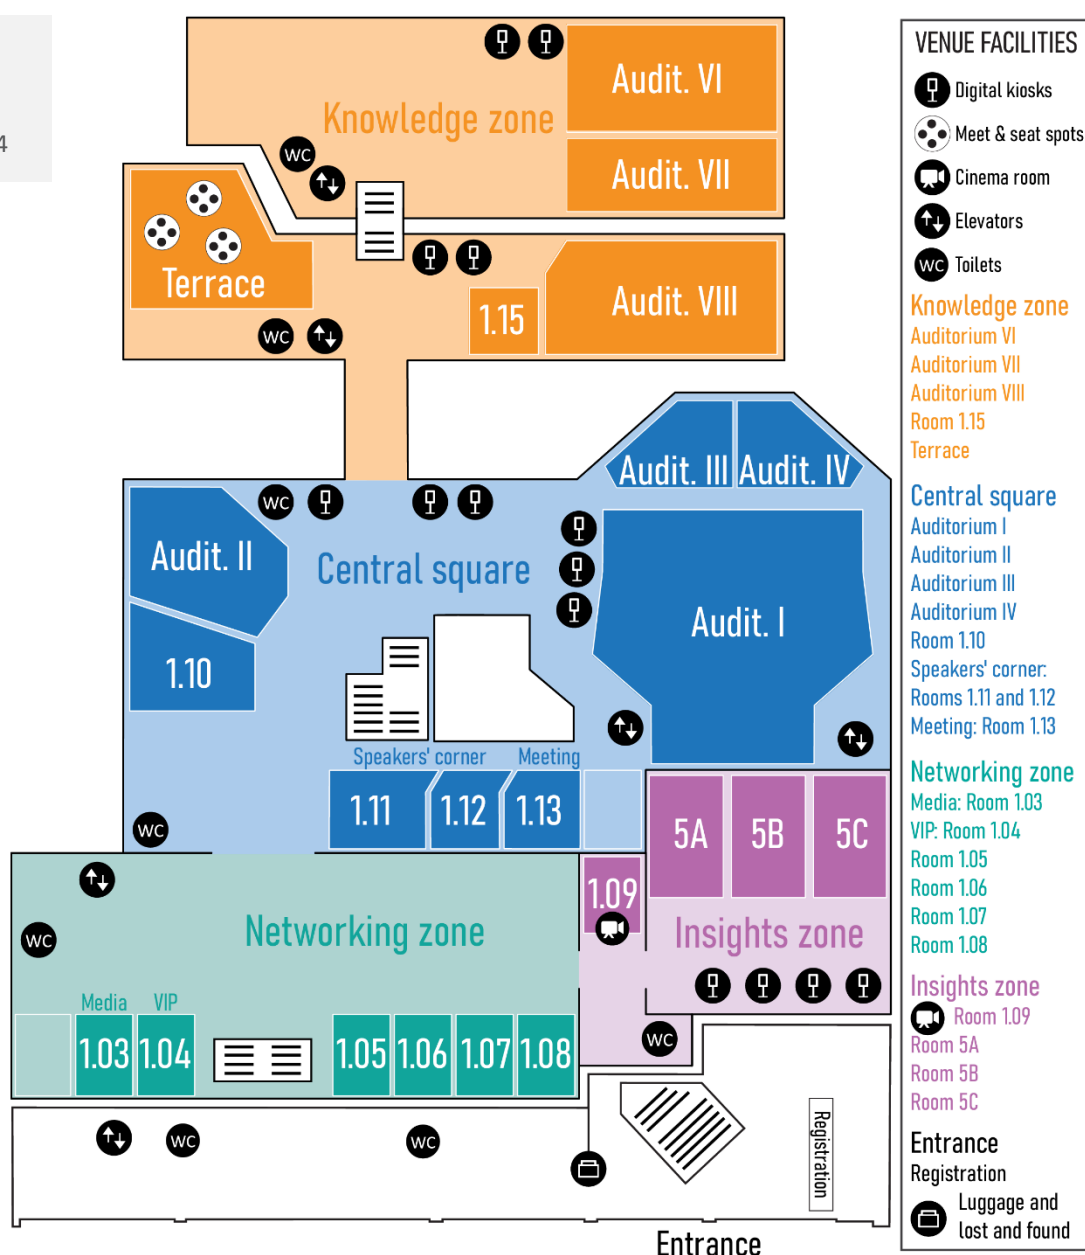 4
Audit. VI
Knowledge zone
WC
Audit. VII
Terrace
Audit. VIII
1.15
WC
Audit. III
Audit. IV
WC
Audit. II
Central square
Audit. I
1.10
Speakers' corner
Meeting
1.11
1.12
1.13
5A
5B
5C
WC
1.09
Networking zone
Insights zone
WC
Media
VIP
1.03
1.04
1.05
1.06
1.07
1.08
WC
WC
WC
Registration
Entrance
VENUE FACILITIES
Digital kiosks
Meet & seat spots
Cinema room
Elevators
WC Toilets
Knowledge zone
Auditorium VI
Auditorium VII
Auditorium VIII
Room 1.15
Terrace
Central square
Auditorium I
Auditorium II
Auditorium III
Auditorium IV
Room 1.10
Speakers' corner:
Rooms 1.11 and 1.12
Meeting: Room 1.13
Networking zone
Media: Room 1.03
VIP: Room 1.04
Room 1.05
Room 1.06
Room 1.07
Room 1.08
Insights zone
Room 1.09
Room 5A
Room 5B
Room 5C
Entrance
Registration
Luggage and
lost and found